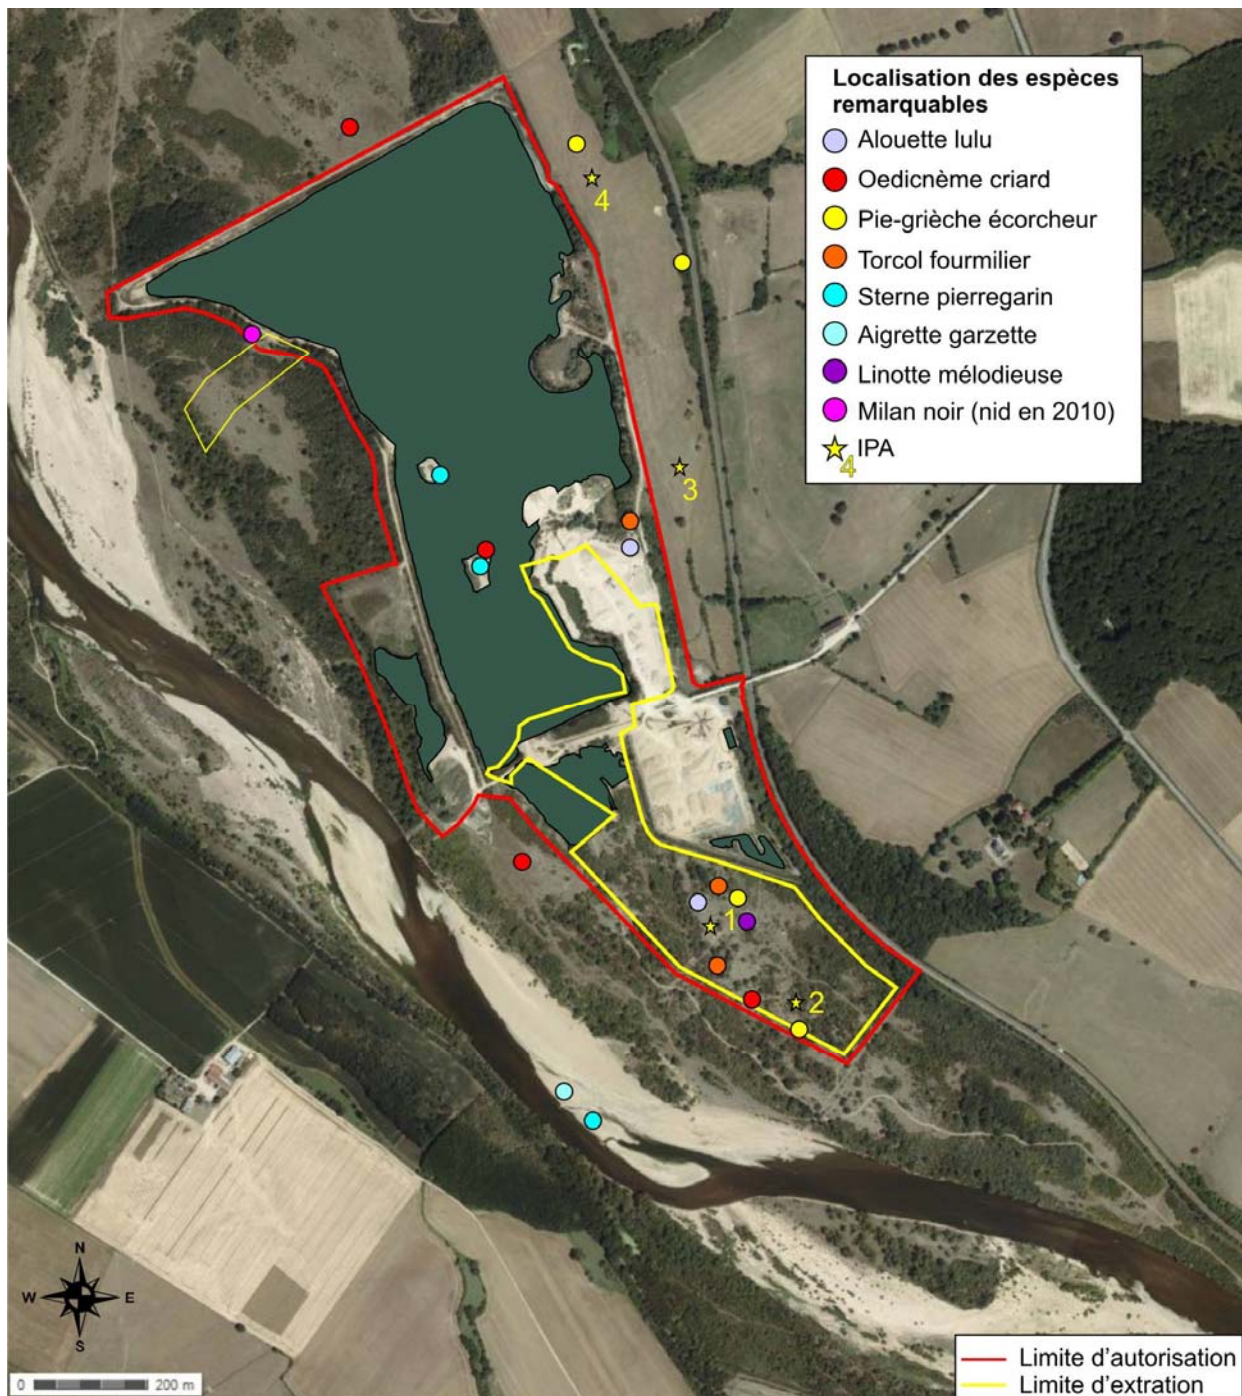 Localisation des espèces
remarquables
Alouette lulu
Oedicnème criard
Pie-grièche écorcheur
Torcol fourmilier
Sterne pierregarin
Aigrette garzette
Linotte mélodieuse
Milan noir (nid en 2010)
IPA
4
4
3
1
2
N
W E
S
0 200 m
Limite d'autorisation
Limite d'extration